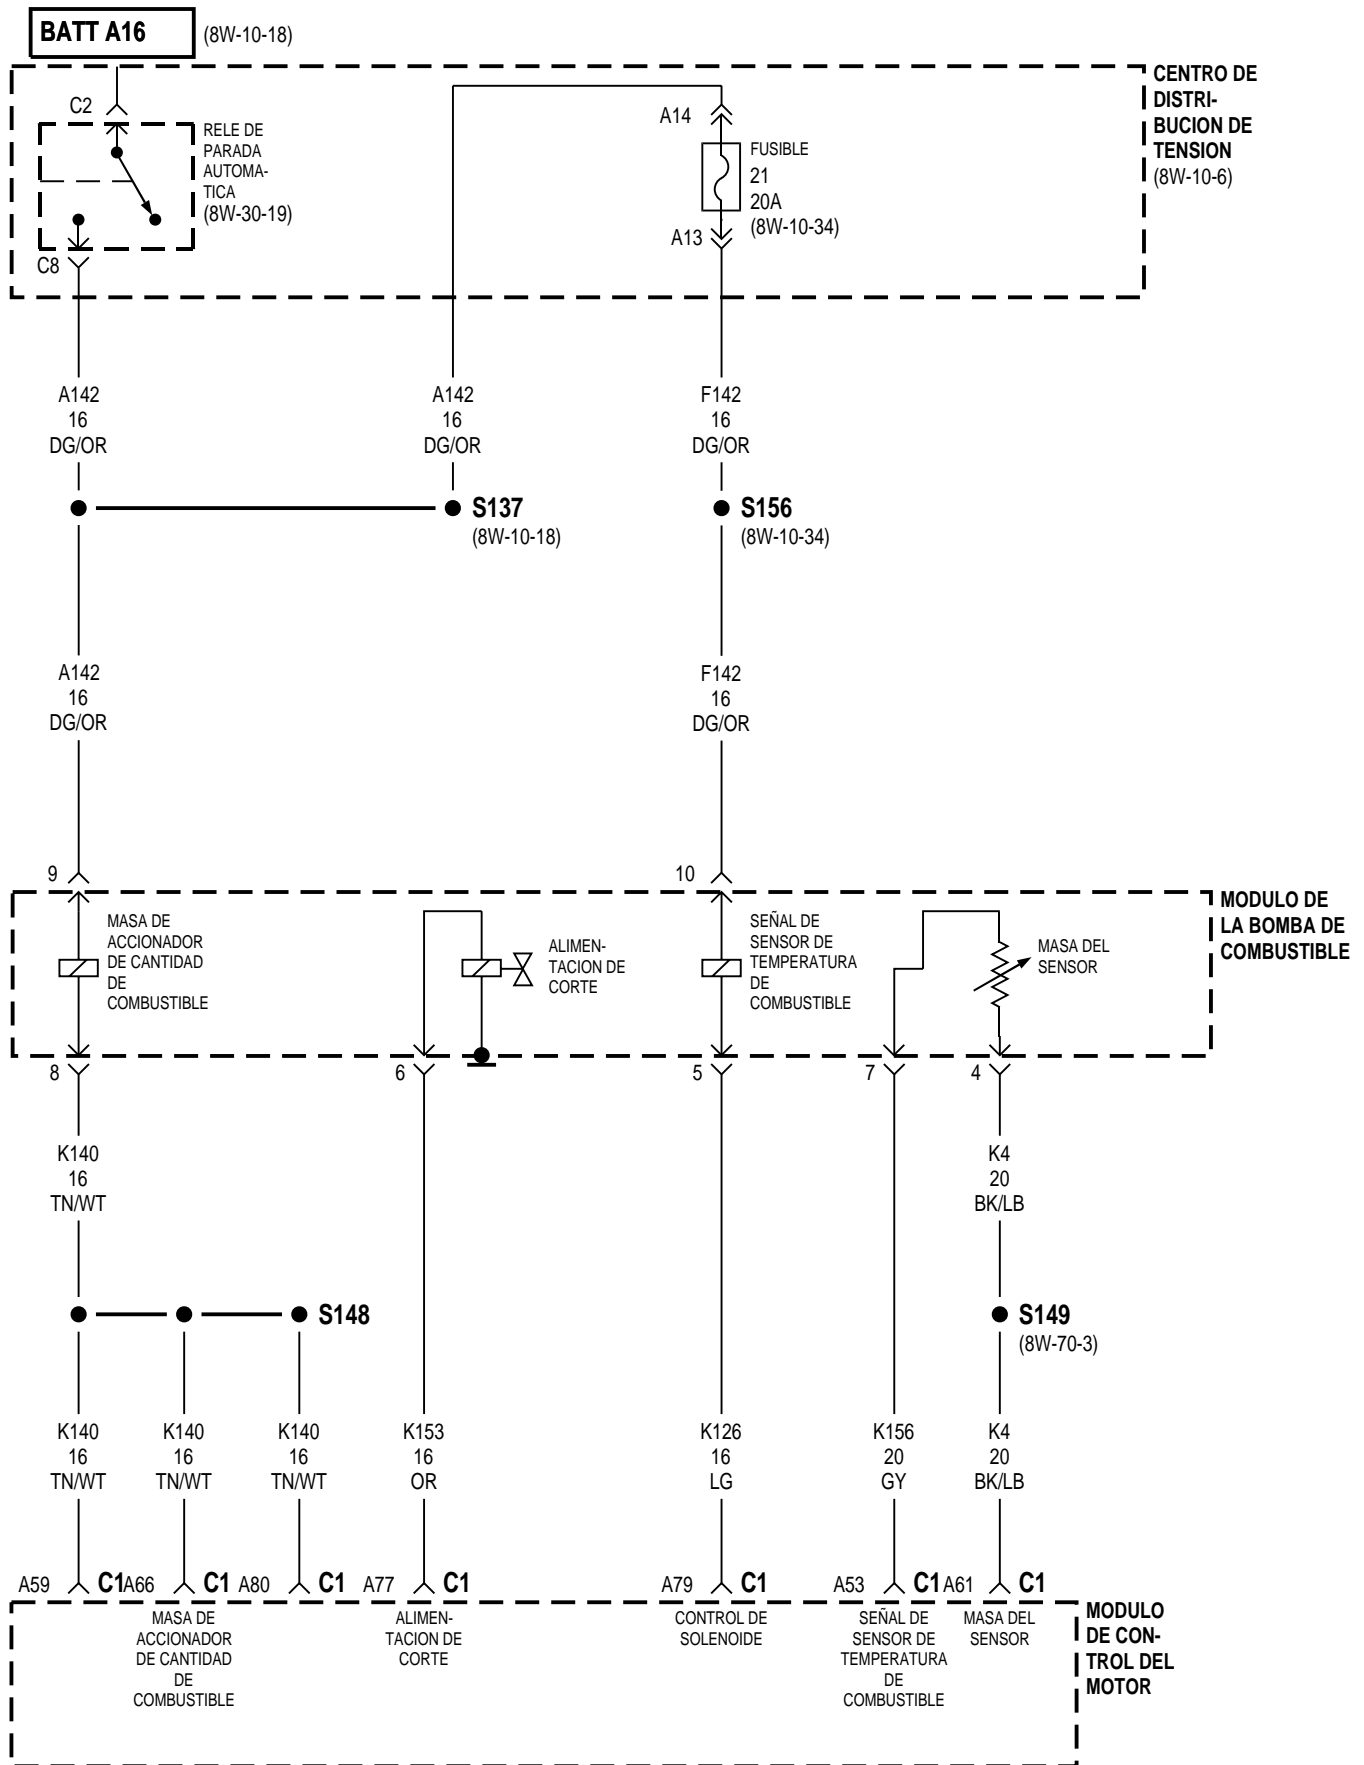 BATT A16
(8W-10-18)
CENTRO DE
DISTRI-
BUCION DE
TENSION
(8W-10-6)
C2
RELE DE
PARADA
AUTOMA-
TICA
(8W-30-19)
C8
A14
FUSIBLE
21
20A
(8W-10-34)
A13
A142
16
DG/OR
A142
16
DG/OR
F142
16
DG/OR
S137
(8W-10-18)
S156
(8W-10-34)
A142
16
DG/OR
F142
16
DG/OR
9
10
MODULO DE
LA BOMBA DE
COMBUSTIBLE
MASA DE
ACCIONADOR
DE CANTIDAD
DE
COMBUSTIBLE
ALIMEN-
TACION DE
CORTE
SEÑAL DE
SENSOR DE
TEMPERATURA
DE
COMBUSTIBLE
MASA DEL
SENSOR
8
6
5
7
4
K140
16
TN/WT
K4
20
BK/LB
S148
S149
(8W-70-3)
K140
16
TN/WT
K140
16
TN/WT
K140
16
TN/WT
K153
16
OR
K126
16
LG
K156
20
GY
K4
20
BK/LB
A59 C1
A66 C1
A80 C1
A77 C1
A79 C1
A53 C1
A61 C1
MASA DE
ACCIONADOR
DE CANTIDAD
DE
COMBUSTIBLE
ALIMEN-
TACION DE
CORTE
CONTROL DE
SOLENOIDE
SEÑAL DE
SENSOR DE
TEMPERATURA
DE
COMBUSTIBLE
MASA DEL
SENSOR
MODULO
DE CON-
TROL DEL
MOTOR